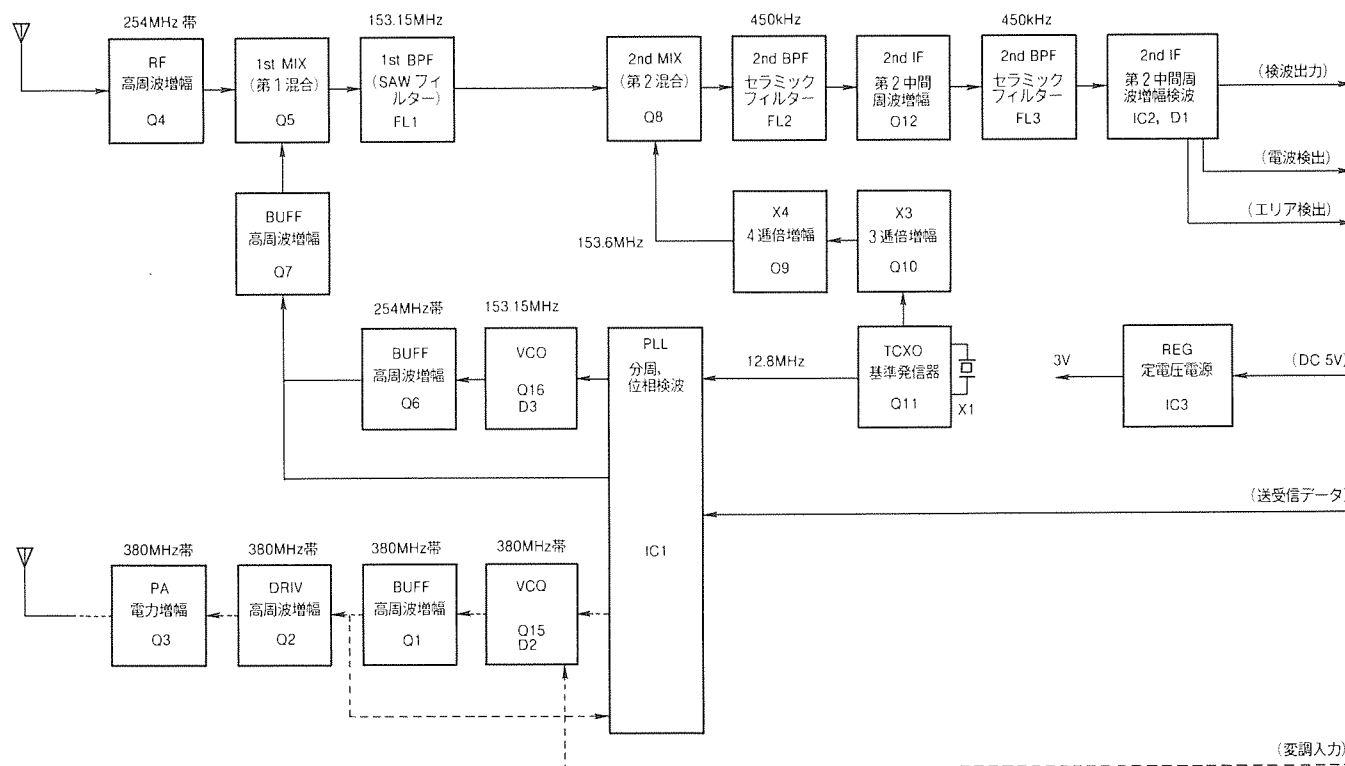 254MHz 帯
RF
高周波増幅
Q4
1st MIX
(第1混合)
Q5
153.15MHz
1st BPF
(SAWフィ
ルター)
FL1
2nd MIX
(第2混合)
Q8
450kHz
2nd BPF
セラミック
フィルター
FL2
2nd IF
第2中間
周波増幅
O12
450kHz
2nd BPF
セラミック
フィルター
FL3
2nd IF
第2中間周
波増幅検波
IC2, D1
(検波出力)
(電波検出)
(エリア検出)
BUFF
高周波増幅
Q7
153.6MHz
X4
4逓倍増幅
O9
X3
3逓倍増幅
Q10
254MHz帯
BUFF
高周波増幅
Q6
153.15MHz
VCO
Q16
D3
PLL
分周,
位相検波
IC1
12.8MHz
TCXO
基準発信器
Q11
X1
3V
REG
定電圧電源
IC3
(DC 5V)
(送受信データ)
380MHz帯
PA
電力増幅
Q3
380MHz帯
DRIV
高周波増幅
Q2
380MHz帯
BUFF
高周波増幅
Q1
380MHz帯
VCO
Q15
D2
(変調入力)